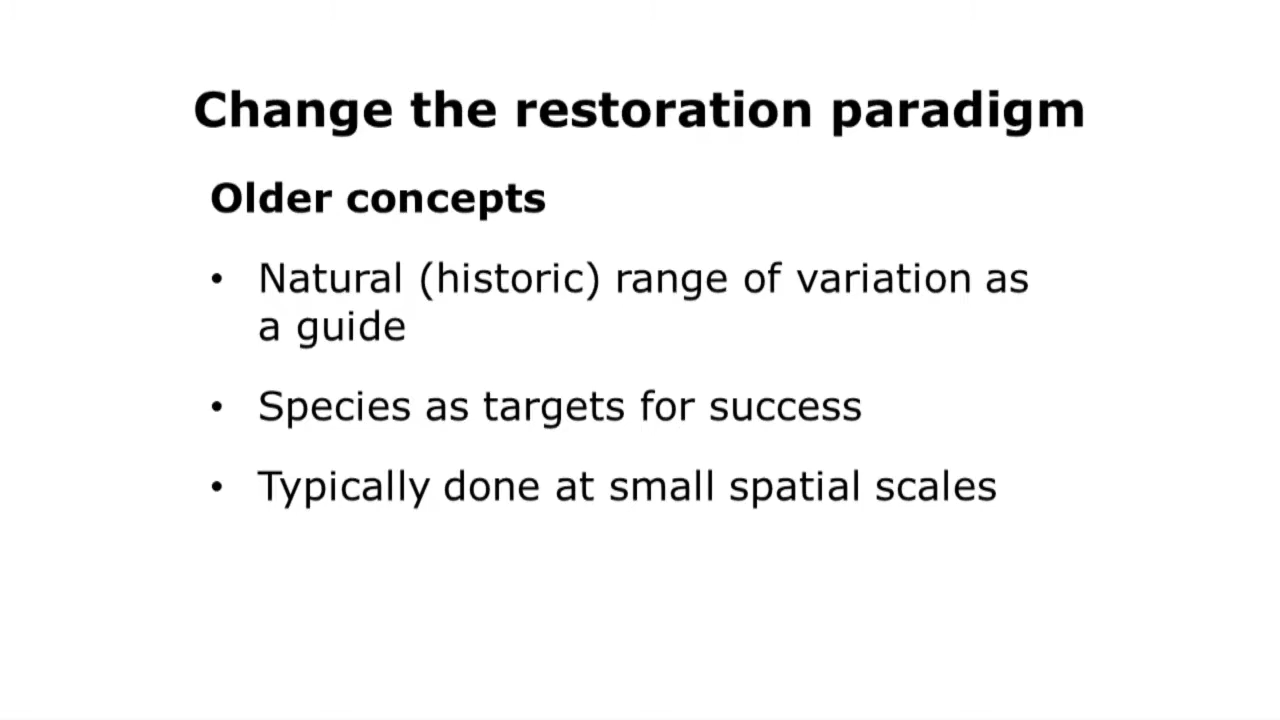 Change the restoration paradigm
Older concepts
• Natural (historic) range of variation as
a guide
• Species as targets for success
• Typically done at small spatial scales